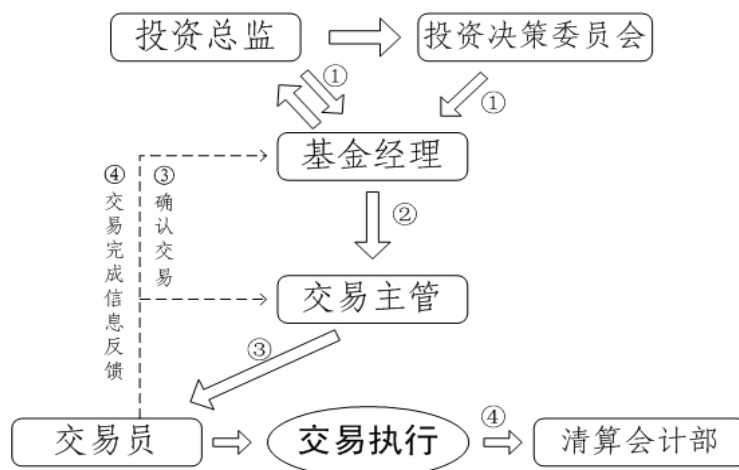 投资总监
投资决策委员会
①
①
基金经理
④交易完成信息反馈
③确认交易
②
交易主管
③
交易员
交易执行
④
清算会计部